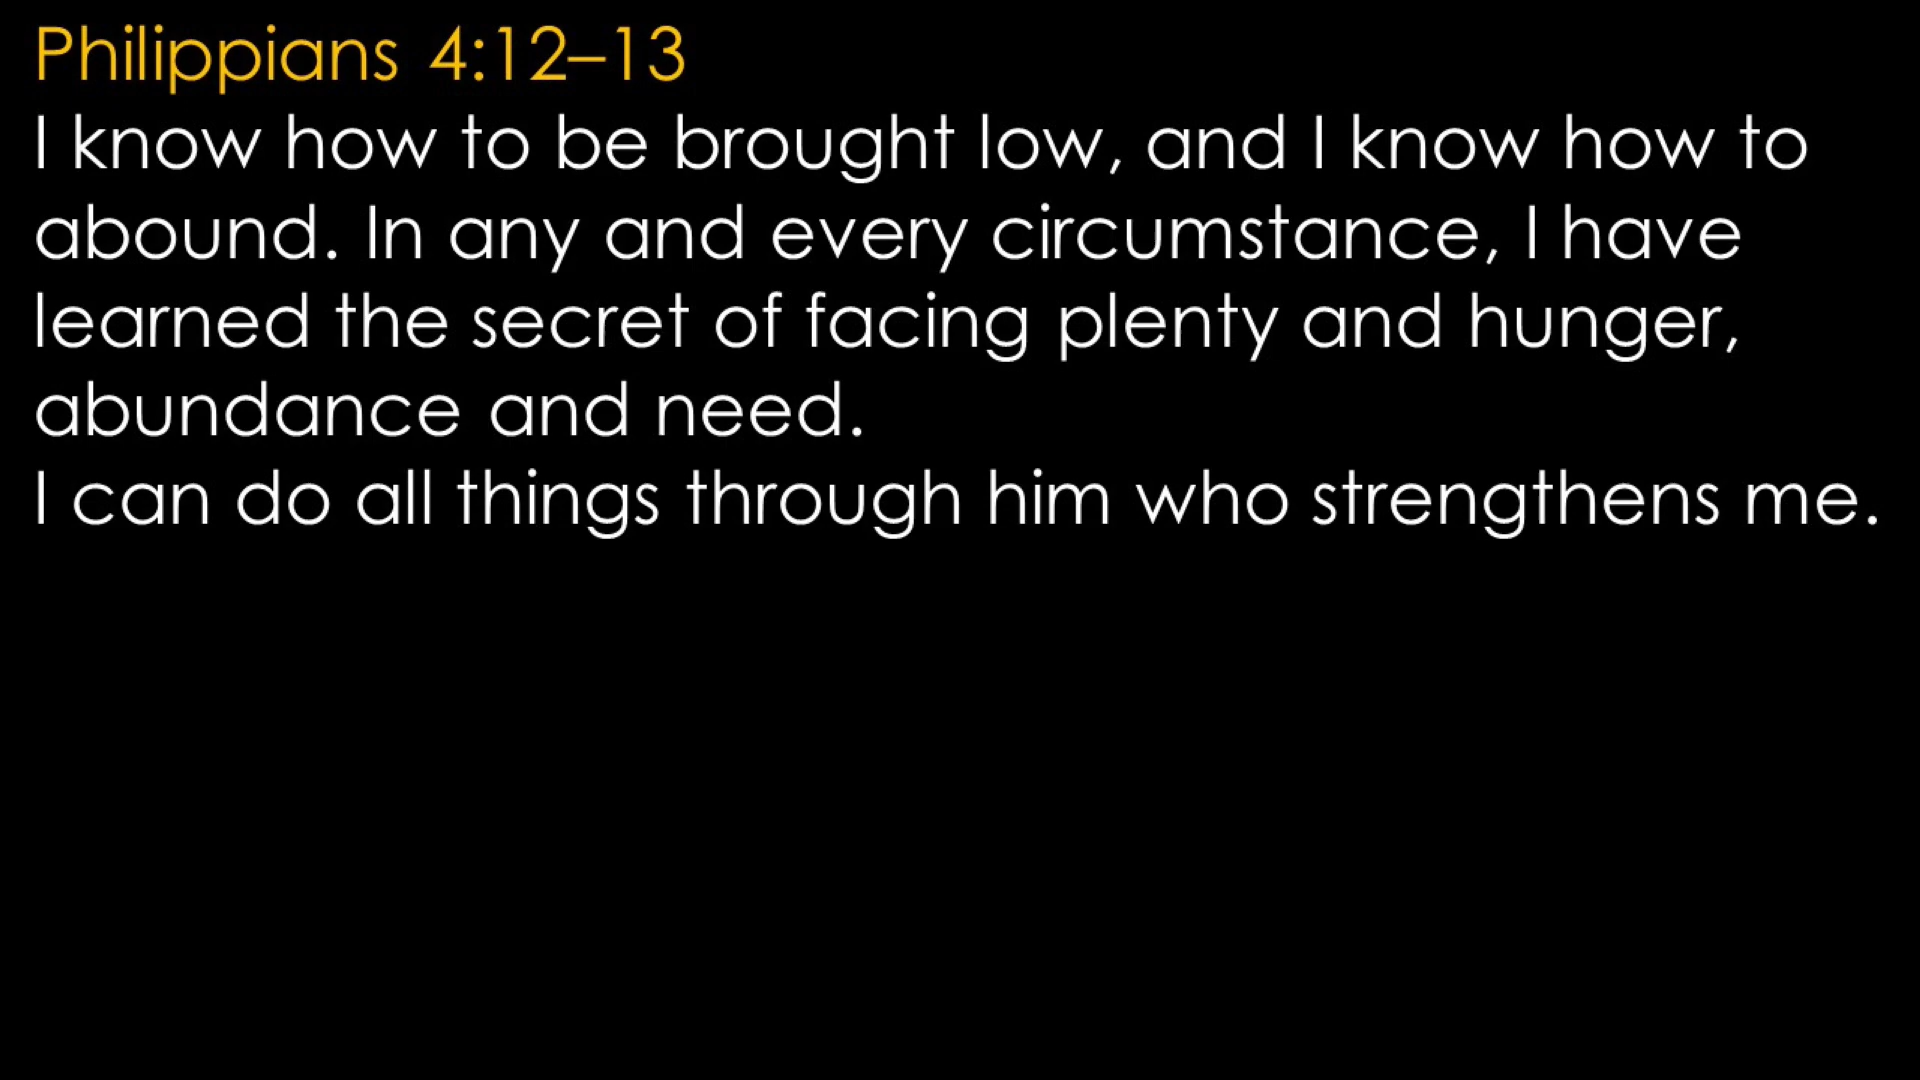 Philippians 4:12–13
I know how to be brought low, and I know how to
abound. In any and every circumstance, I have
learned the secret of facing plenty and hunger,
abundance and need.
I can do all things through him who strengthens me.